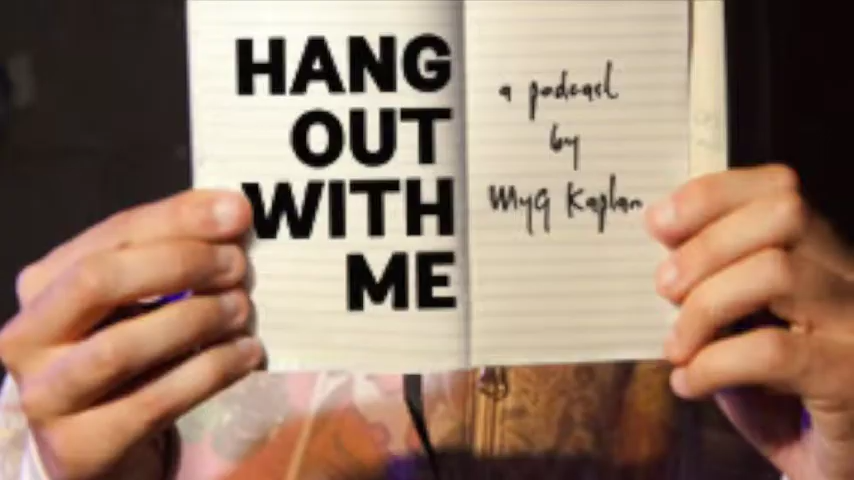 HANG
OUT
WITH
ME
a podcast
by
MyQ Kaplan